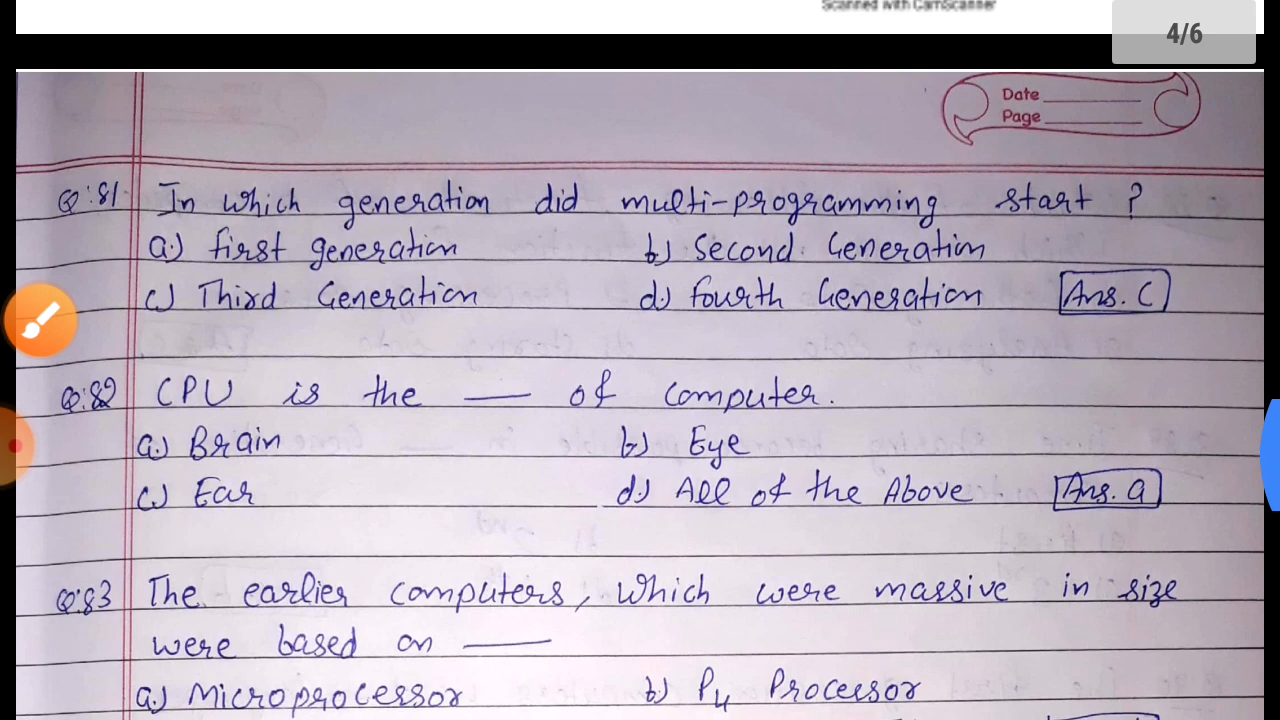 Scanned with CamScanner
4/6
Date
Page
Q:81 In which generation did multi-programming start ?
a.) first generation b.) Second. Generation
c.) Third Generation d.) fourth Generation Ans. C
Q:82 CPU is the ___ of computer.
a.) Brain b.) Eye
c.) Ear d.) All of the Above Ans. a
Q:83 The earlier computers, which were massive in size
were based on ___
a.) Microprocessor b.) P4 Processor